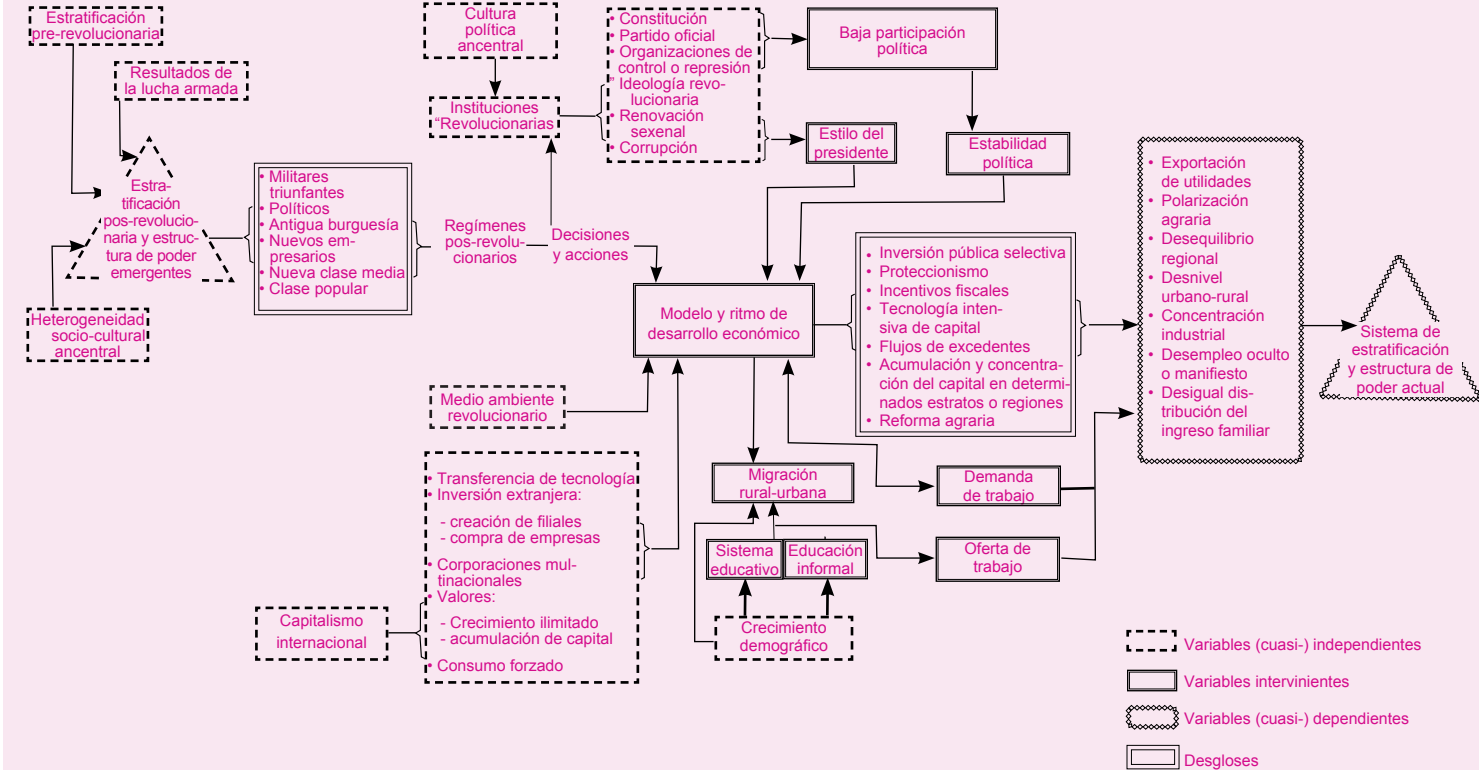 Estratificación
pre-revolucionaria
Resultados de
la lucha armada
Estra-
tificación
pos-revolucio-
naria y estruc-
tura de poder
emergentes
Heterogeneidad
socio-cultural
ancentral
• Militares
triunfantes
• Políticos
• Antigua burguesía
• Nuevos em-
presarios
• Nueva clase media
• Clase popular
Regímenes
pos-revolu-
cionarios
Decisiones
y acciones
Cultura
política
ancentral
Instituciones
“Revolucionarias
• Constitución
• Partido oficial
• Organizaciones de
control o represión
” Ideología revo-
lucionaria
• Renovación
sexenal
• Corrupción
Baja participación
política
Estilo del
presidente
Estabilidad
política
Modelo y ritmo de
desarrollo económico
Medio ambiente
revolucionario
• Transferencia de tecnología
• Inversión extranjera:
- creación de filiales
- compra de empresas
• Corporaciones mul-
tinacionales
• Valores:
- Crecimiento ilimitado
- acumulación de capital
• Consumo forzado
Capitalismo
internacional
• Inversión pública selectiva
• Proteccionismo
• Incentivos fiscales
• Tecnología inten-
siva de capital
• Flujos de excedentes
• Acumulación y concentra-
ción del capital en determi-
nados estratos o regiones
• Reforma agraria
Migración
rural-urbana
Sistema
educativo
Educación
informal
Crecimiento
demográfico
Demanda
de trabajo
Oferta de
trabajo
• Exportación
de utilidades
• Polarización
agraria
• Desequilibrio
regional
• Desnivel
urbano-rural
• Concentración
industrial
• Desempleo oculto
o manifiesto
• Desigual dis-
tribución del
ingreso familiar
Sistema de
estratificación
y estructura de
poder actual
Variables (cuasi-) independientes
Variables intervinientes
Variables (cuasi-) dependientes
Desgloses